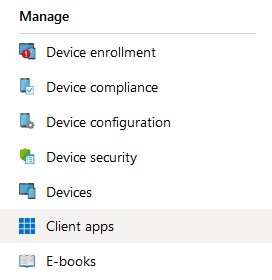 Manage
Device enrollment
Device compliance
Device configuration
Device security
Devices
Client apps
E-books